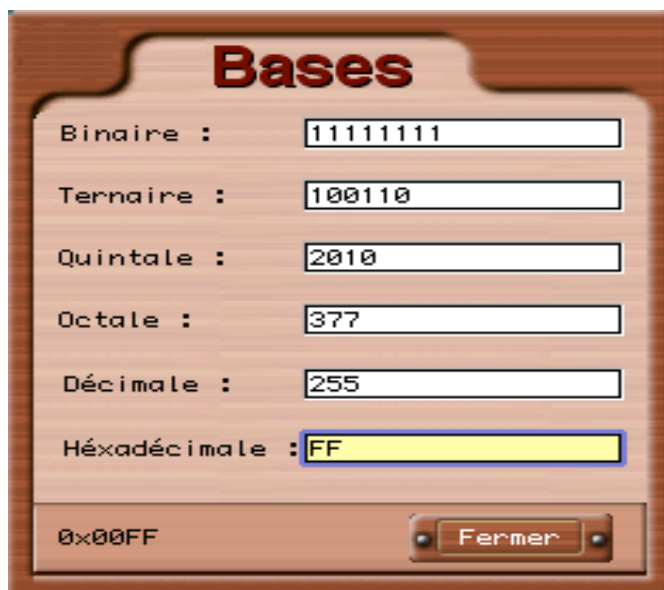 Bases
Binaire : 11111111
Ternaire : 100110
Quintale : 2010
Octale : 377
Décimale : 255
Héxadécimale : FF
0x00FF Fermer